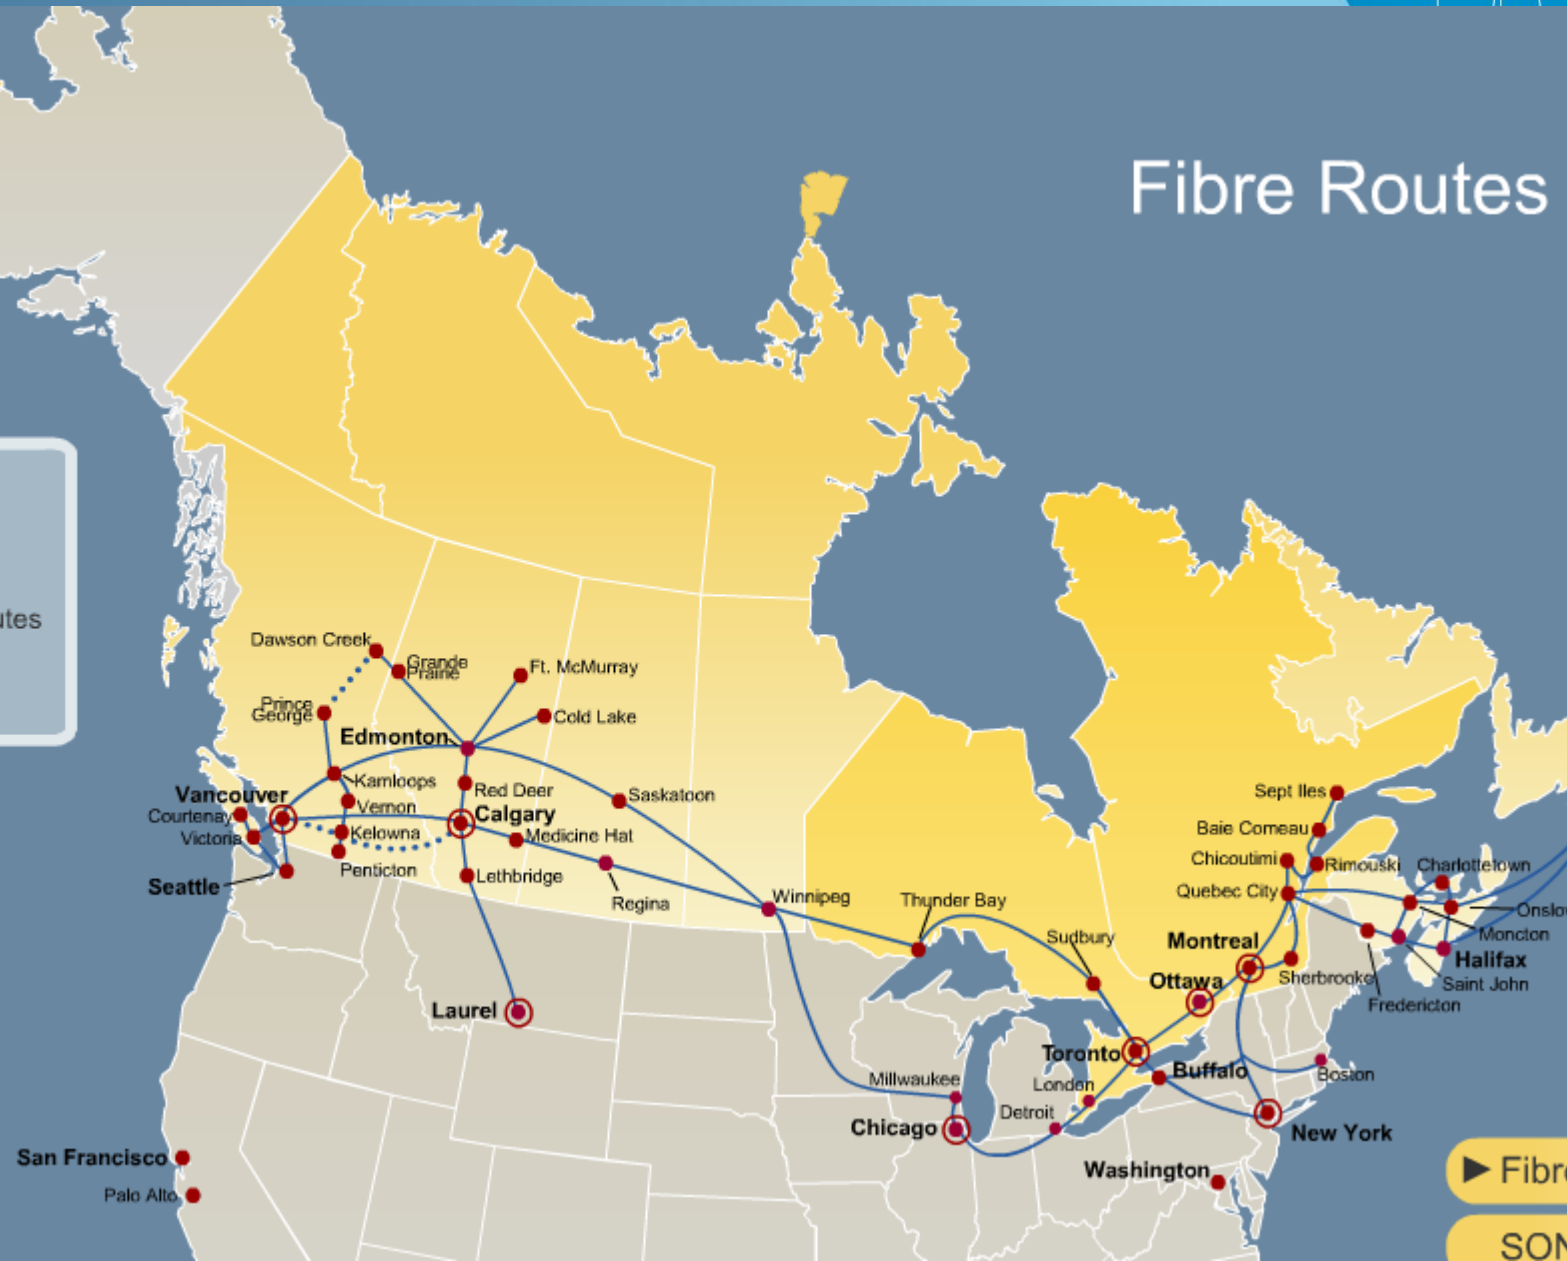 Fibre Routes
utes
Dawson Creek
Grande
Prairie
Ft. McMurray
Prince
George
Cold Lake
Edmonton
Kamloops
Red Deer
Saskatoon
Vancouver
Vernon
Calgary
Courtenay
Victoria
Kelowna
Medicine Hat
Penticton
Seattle
Lethbridge
Regina
Winnipeg
Thunder Bay
Sept Iles
Baie Comeau
Chicoutimi
Rimouski
Charlottetown
Quebec City
Onslo
Moncton
Sudbury
Montreal
Halifax
Ottawa
Sherbrooke
Saint John
Fredericton
Laurel
Toronto
Buffalo
Boston
Millwaukee
London
Detroit
Chicago
New York
San Francisco
Washington
Palo Alto
► Fibr
SON